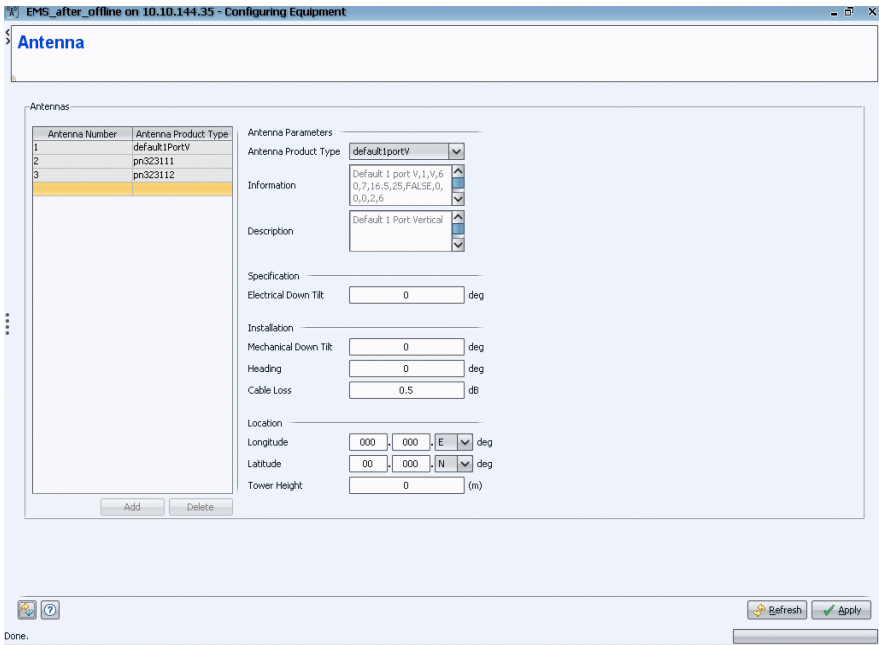 EMS_after_offline on 10.10.144.35 - Configuring Equipment
Antenna
Antennas
Antenna Number Antenna Product Type
1 default1PortV
2 pn323111
3 pn323112
Add Delete
Antenna Parameters
Antenna Product Type default1portV
Information Default 1 port V,1,V,6
0,7,16.5,25,FALSE,0,
0,0,2,6
Description Default 1 Port Vertical
Specification
Electrical Down Tilt 0 deg
Installation
Mechanical Down Tilt 0 deg
Heading 0 deg
Cable Loss 0.5 dB
Location
Longitude 000 . 000 . E deg
Latitude 00 . 000 . N deg
Tower Height 0 (m)
Refresh Apply
Done.